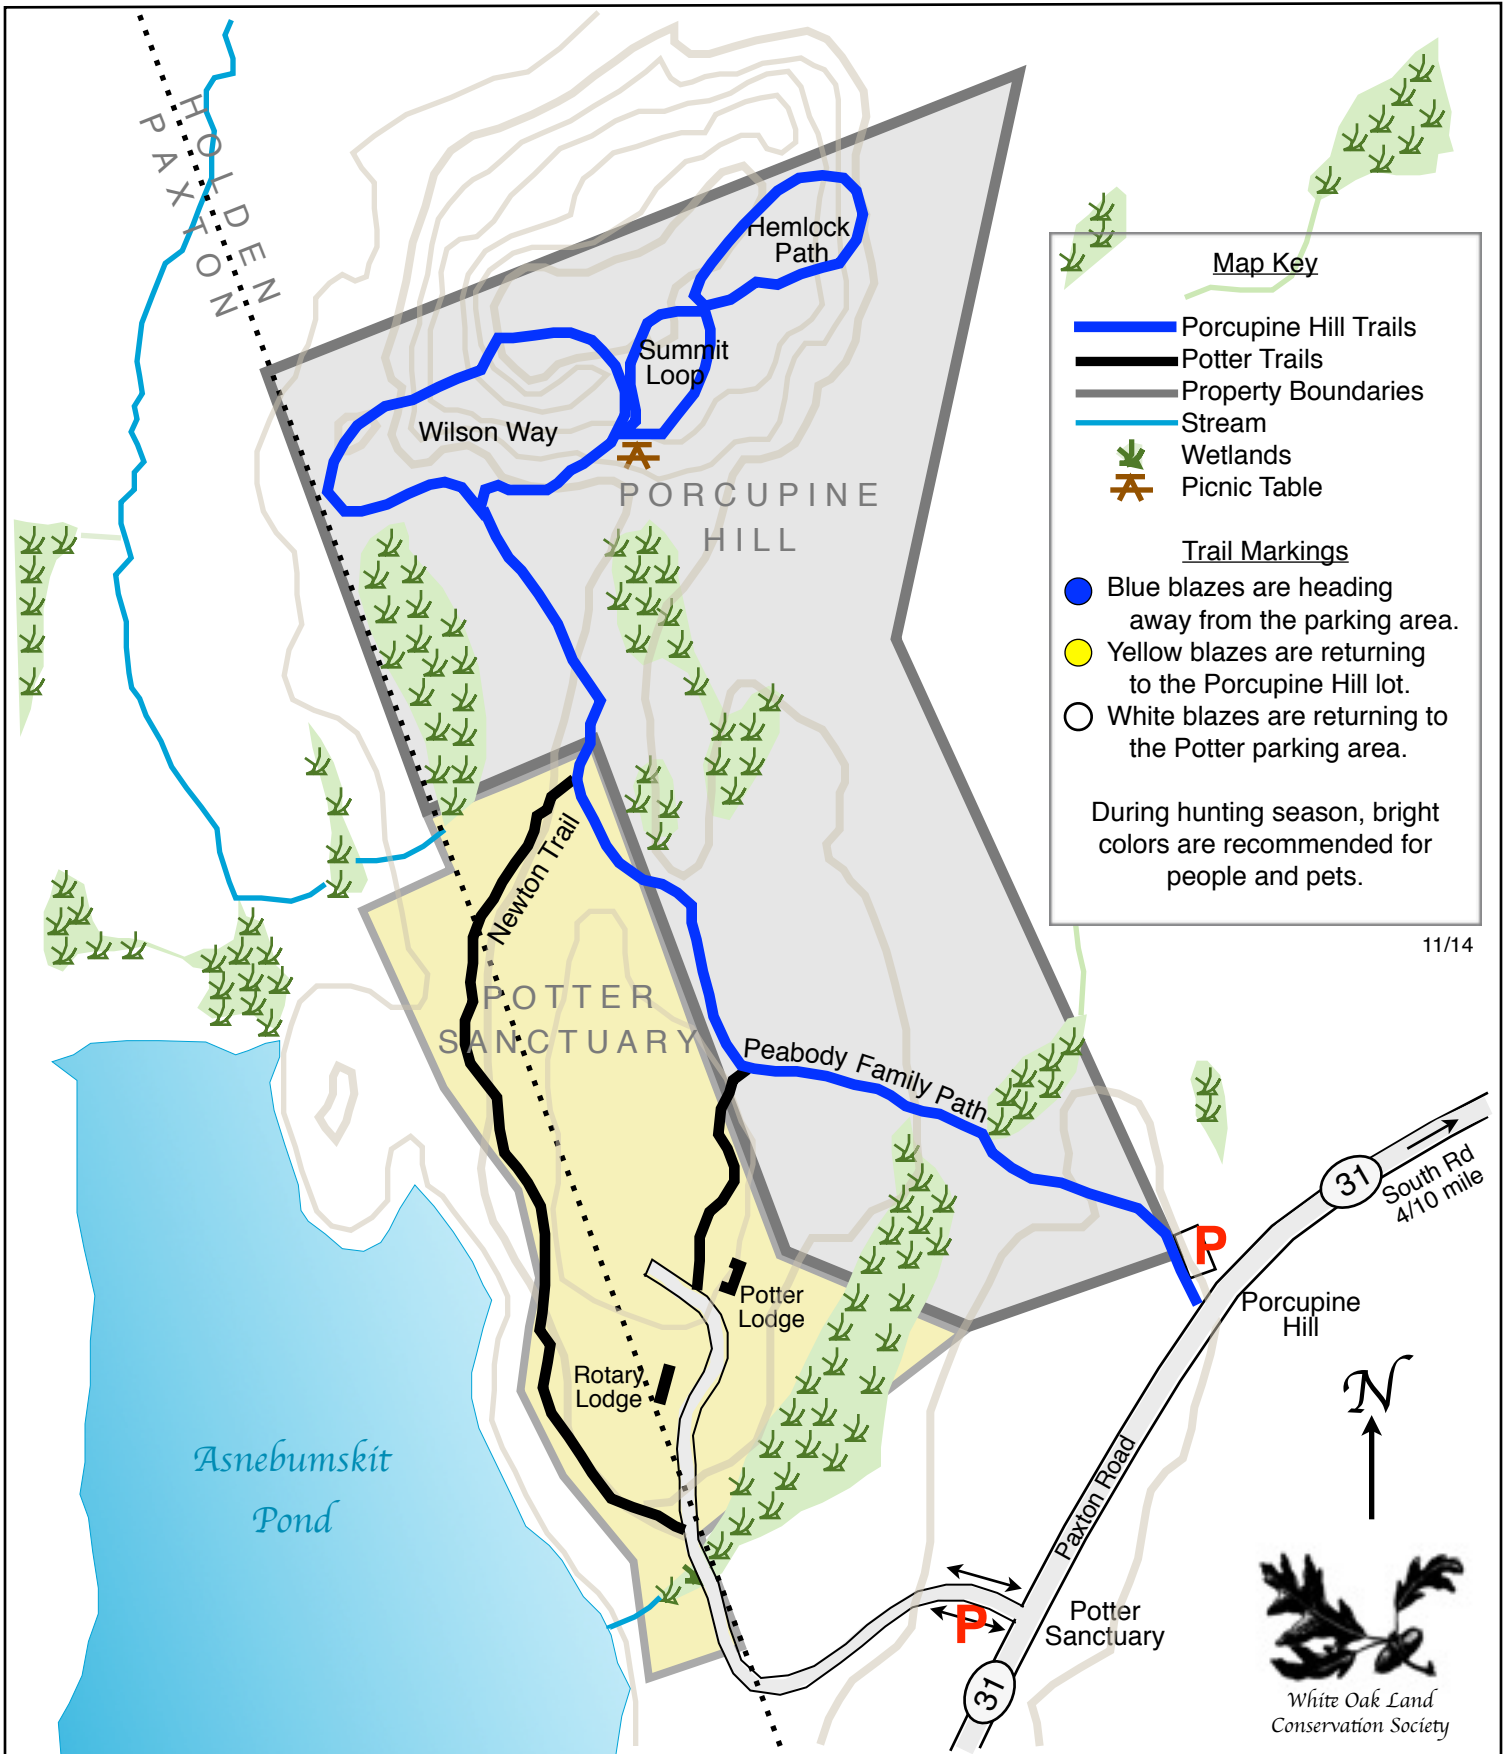 HOLDEN
PAXTON
Hemlock
Path
Summit
Loop
Wilson Way
PORCUPINE
HILL
Map Key
Porcupine Hill Trails
Potter Trails
Property Boundaries
Stream
Wetlands
Picnic Table
Trail Markings
Blue blazes are heading
away from the parking area.
Yellow blazes are returning
to the Porcupine Hill lot.
White blazes are returning to
the Potter parking area.
During hunting season, bright
colors are recommended for
people and pets.
11/14
Newton Trail
POTTER
SANCTUARY
Peabody Family Path
31
South Rd
4/10 mile
P
Porcupine
Hill
Potter
Lodge
Rotary
Lodge
N
Asnebumskit
Pond
Paxton Road
P
Potter
Sanctuary
31
White Oak Land
Conservation Society